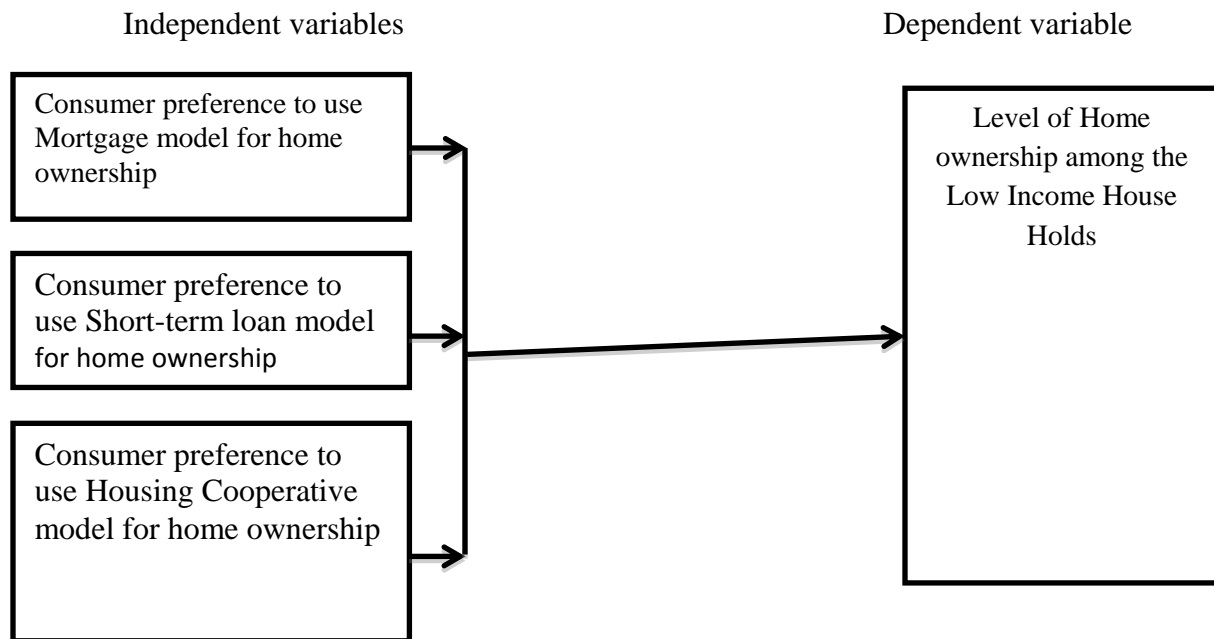 Independent variables
Dependent variable
Consumer preference to use
Mortgage model for home
ownership
Consumer preference to
use Short-term loan model
for home ownership
Consumer preference to
use Housing Cooperative
model for home ownership
Level of Home
ownership among the
Low Income House
Holds